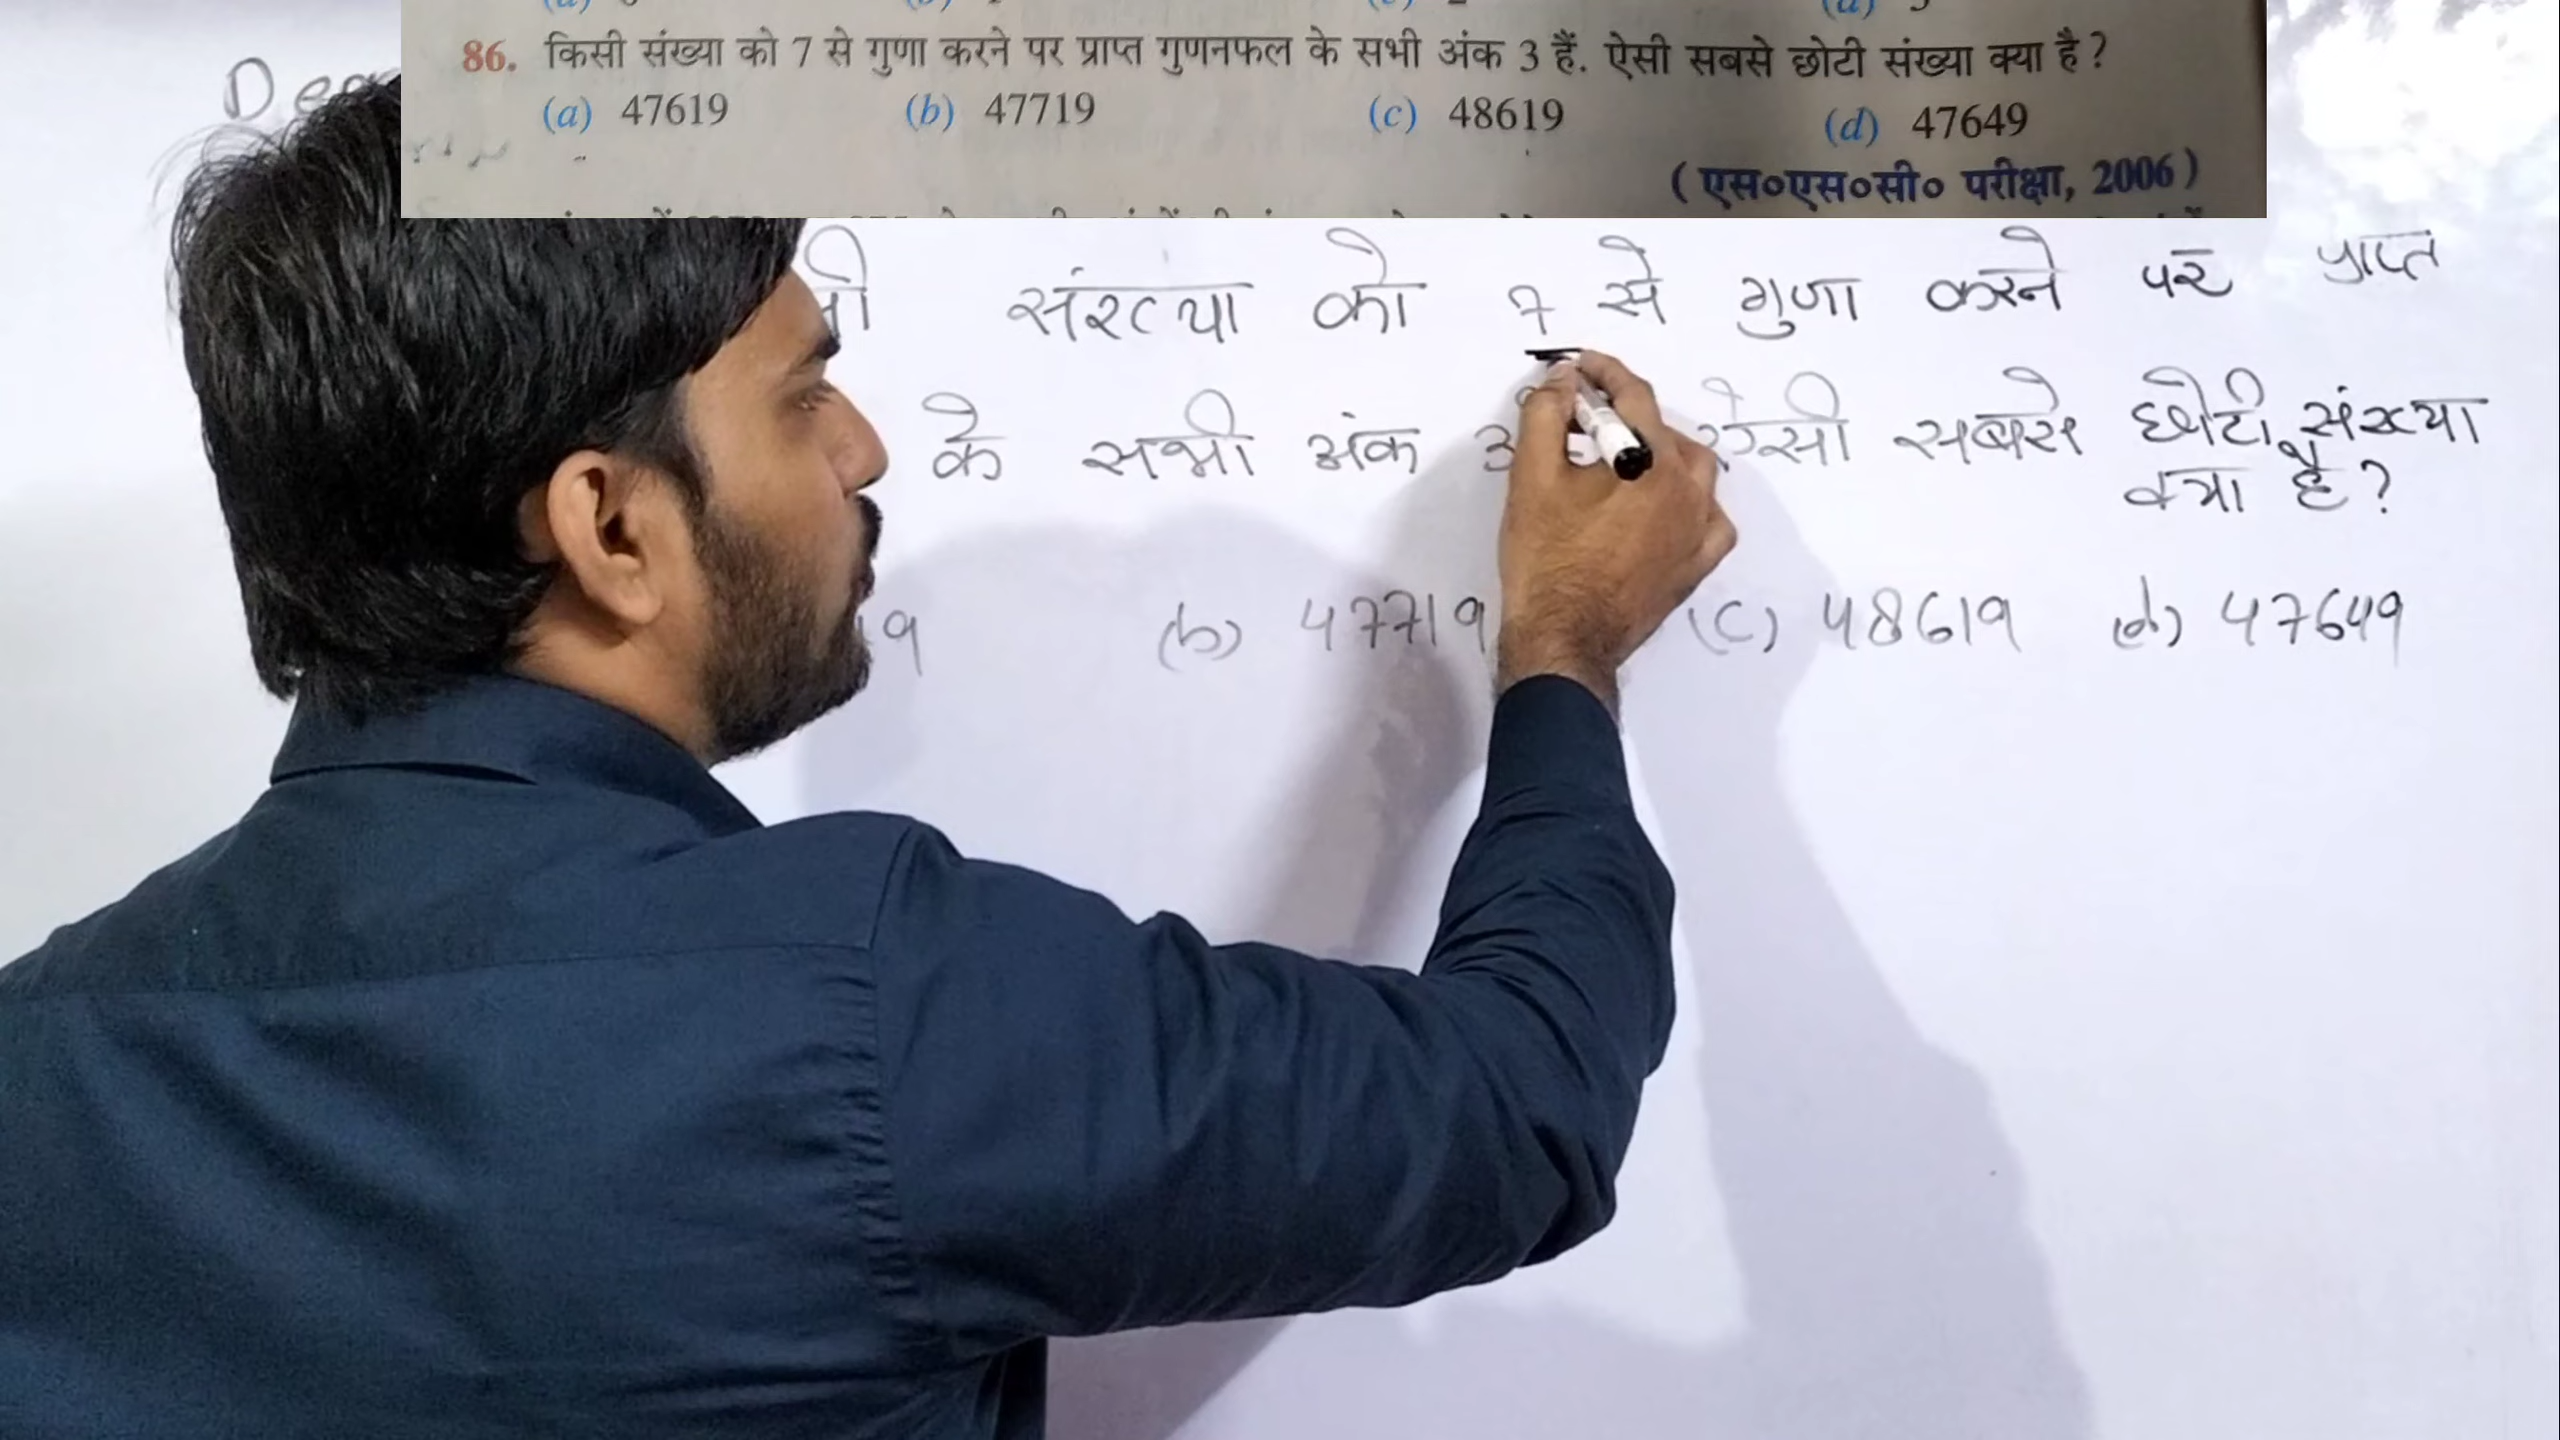 86. किसी संख्या को 7 से गुणा करने पर प्राप्त गुणनफल के सभी अंक 3 हैं. ऐसी सबसे छोटी संख्या क्या है ?
(a) 47619 (b) 47719 (c) 48619 (d) 47649
( एस०एस०सी० परीक्षा, 2006 )
संख्या को 7 से गुणा करने पर प्राप्त
के सभी अंक 3 ऐसी सबसे छोटी संख्या
क्या है ?
19 (b) 47719 (c) 48619 (d) 47649